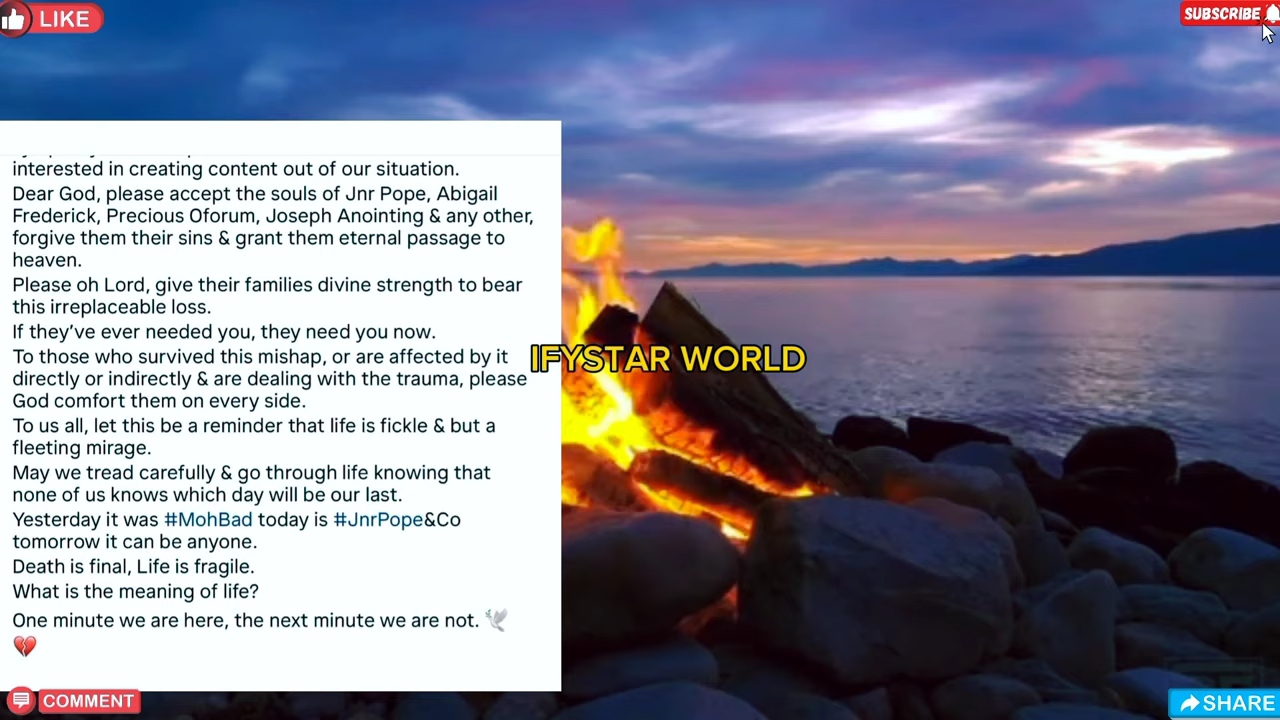 LIKE
SUBSCRIBE
interested in creating content out of our situation.
Dear God, please accept the souls of Jnr Pope, Abigail
Frederick, Precious Oforum, Joseph Anointing & any other,
forgive them their sins & grant them eternal passage to
heaven.
Please oh Lord, give their families divine strength to bear
this irreplaceable loss.
If they’ve ever needed you, they need you now.
To those who survived this mishap, or are affected by it
directly or indirectly & are dealing with the trauma, please
God comfort them on every side.
To us all, let this be a reminder that life is fickle & but a
fleeting mirage.
May we tread carefully & go through life knowing that
none of us knows which day will be our last.
Yesterday it was #MohBad today is #JnrPope&Co
tomorrow it can be anyone.
Death is final, Life is fragile.
What is the meaning of life?
One minute we are here, the next minute we are not. 🕊️
💔
IFYSTAR WORLD
COMMENT
SHARE